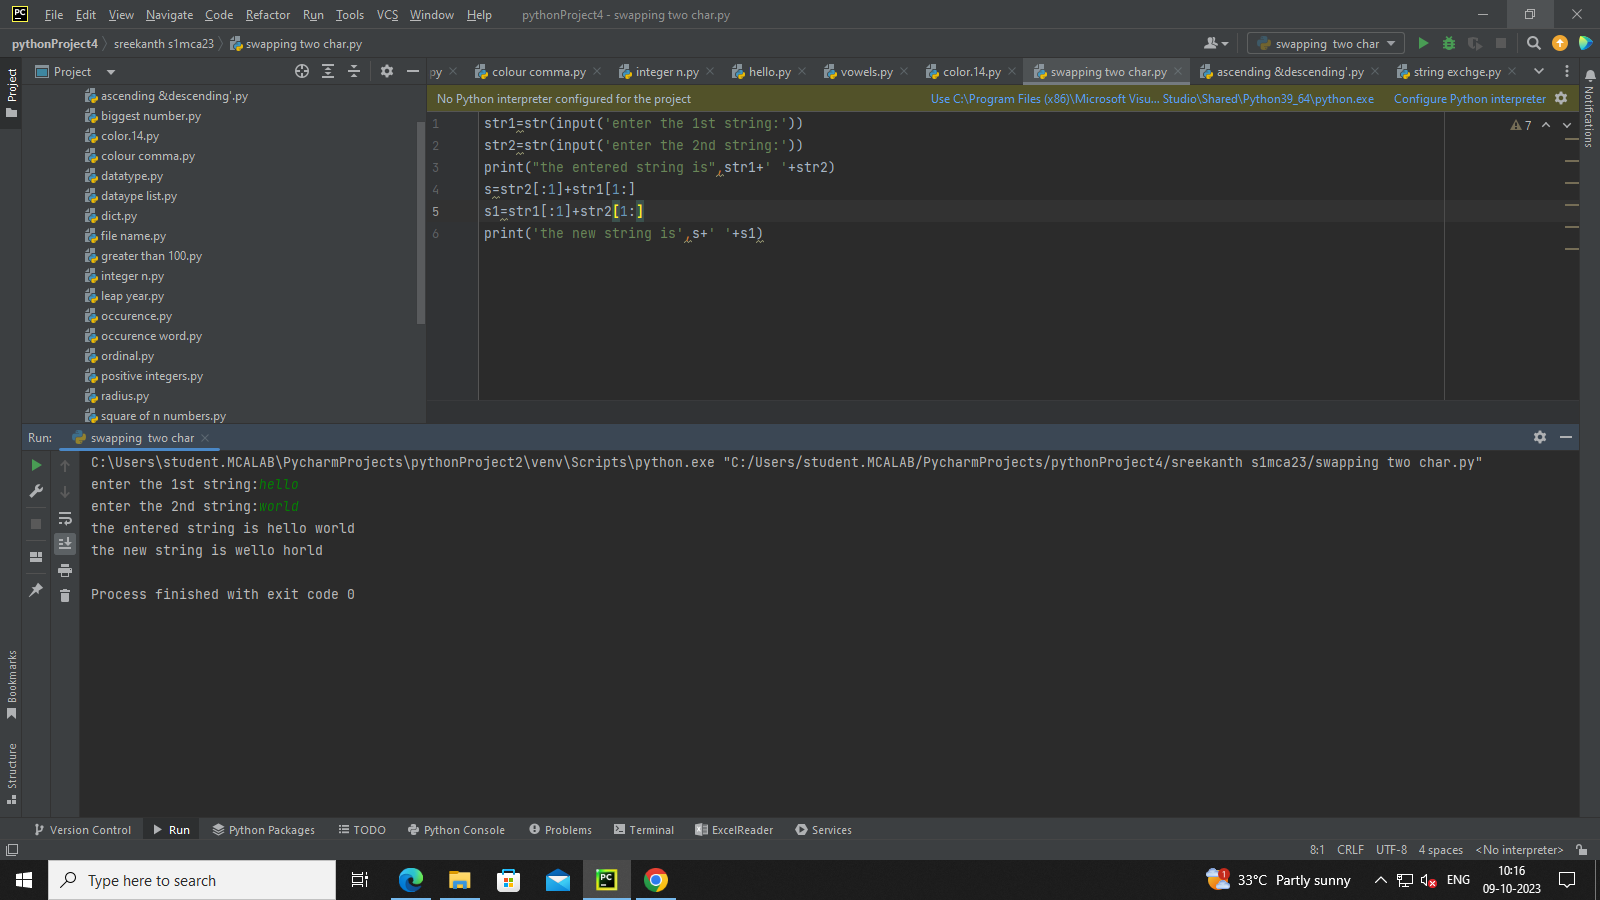 PC File Edit View Navigate Code Refactor Run Tools VCS Window Help pythonProject4 - swapping two char.py
pythonProject4 sreekanth s1mca23 swapping two char.py swapping  two char
Project Project py colour comma.py integer n.py hello.py vowels.py color.14.py swapping two char.py ascending &descending'.py string exchge.py
No Python interpreter configured for the project Use C:\Program Files (x86)\Microsoft Visu... Studio\Shared\Python39_64\python.exe Configure Python interpreter
Notifications
ascending &descending'.py
biggest number.py
color.14.py
colour comma.py
datatype.py
dataype list.py
dict.py
file name.py
greater than 100.py
integer n.py
leap year.py
occurence.py
occurence word.py
ordinal.py
positive integers.py
radius.py
square of n numbers.py
7
1 str1=str(input('enter the 1st string:'))
2 str2=str(input('enter the 2nd string:'))
3 print("the entered string is",str1+' '+str2)
4 s=str2[:1]+str1[1:]
5 s1=str1[:1]+str2[1:]
6 print('the new string is',s+' '+s1)
Run: swapping  two char
C:\Users\student.MCALAB\PycharmProjects\pythonProject2\venv\Scripts\python.exe "C:/Users/student.MCALAB/PycharmProjects/pythonProject4/sreekanth s1mca23/swapping two char.py"
enter the 1st string:hello
enter the 2nd string:world
the entered string is hello world
the new string is wello horld
Process finished with exit code 0
Bookmarks
Structure
Version Control Run Python Packages TODO Python Console Problems Terminal ExcelReader Services
8:1 CRLF UTF-8 4 spaces <No interpreter>
Type here to search PC 1 33°C Partly sunny ENG 10:16
09-10-2023